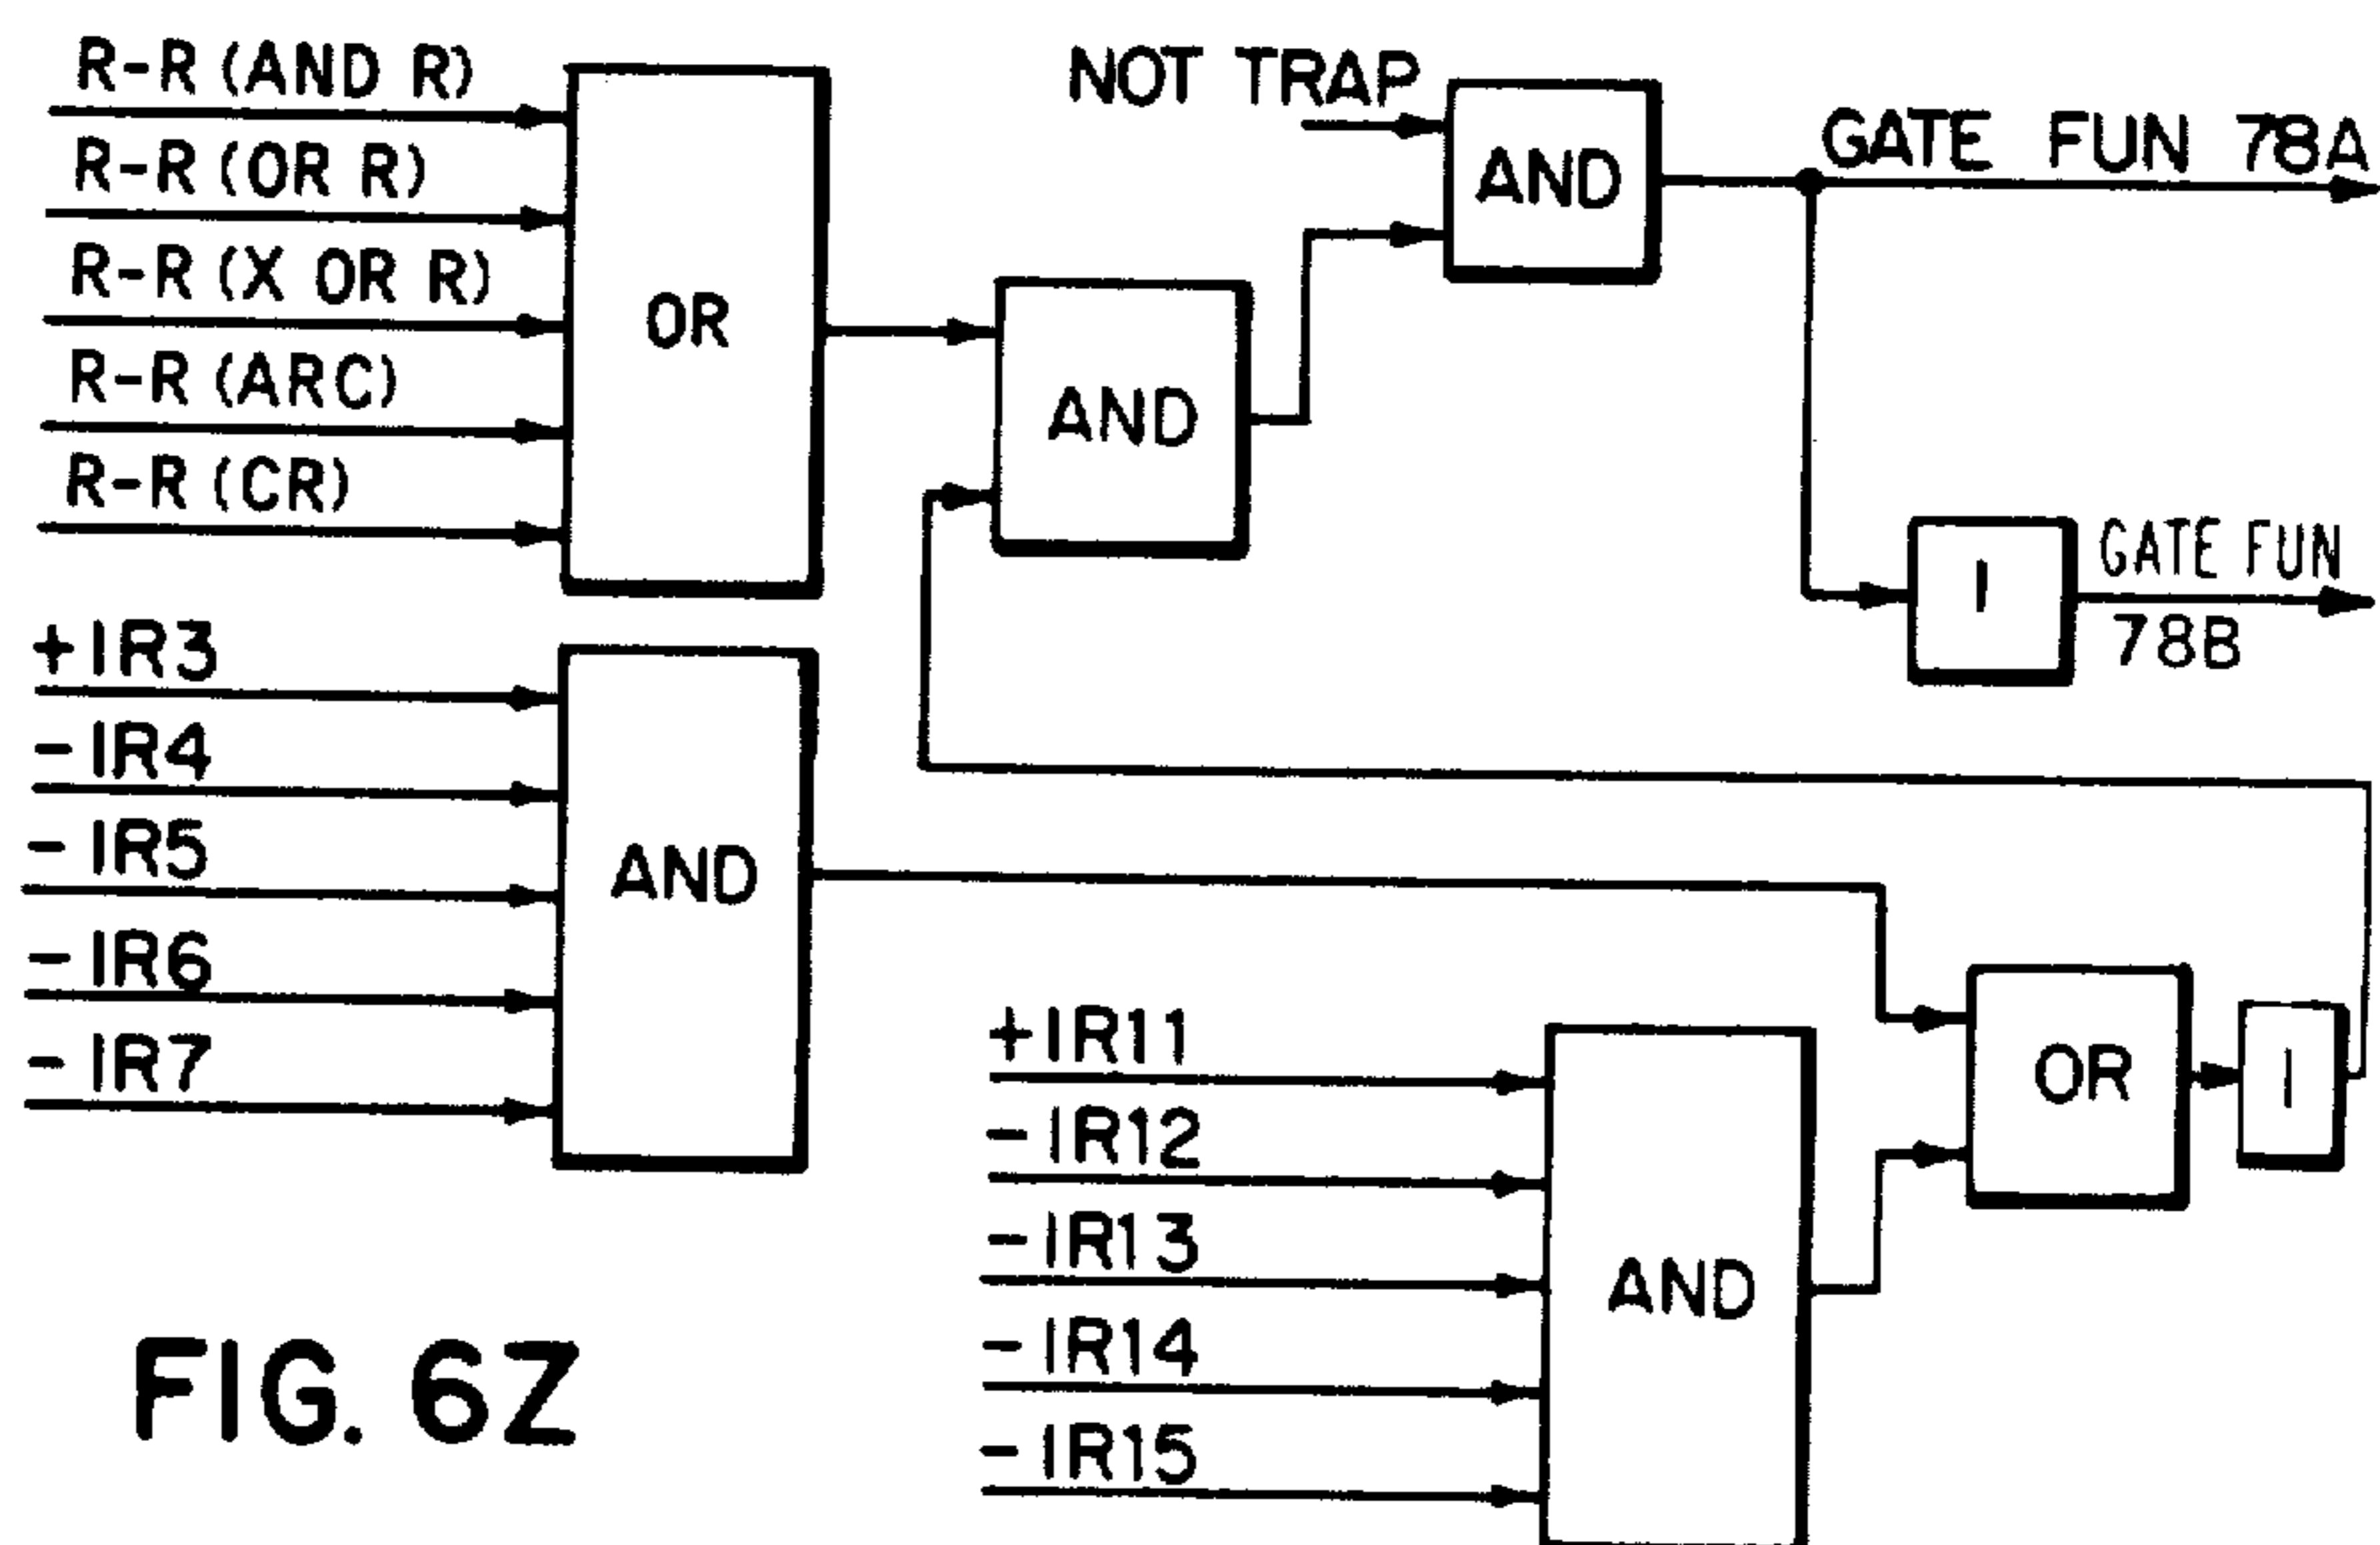 R-R (AND R)
R-R (OR R)
R-R (X OR R)
R-R (ARC)
R-R (CR)
OR
NOT TRAP
AND
GATE FUN 78A
AND
I
GATE FUN
78B
+IR3
-IR4
-IR5
-IR6
-IR7
AND
+IR11
-IR12
-IR13
-IR14
-IR15
AND
OR
I
FIG. 6Z